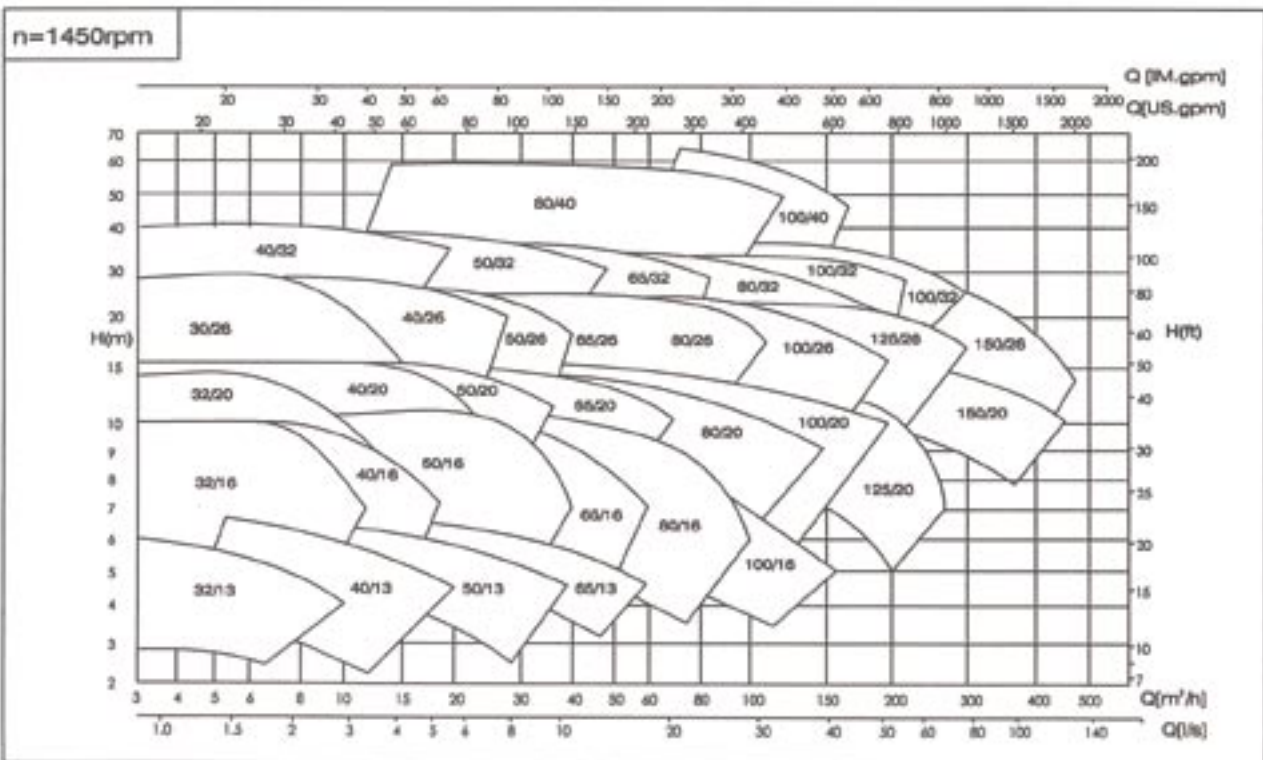 n=1450rpm
Q [IM.gpm]
20 30 40 50 60 80 100 150 200 300 400 500 600 800 1000 1500 2000
Q[US.gpm]
20 30 40 50 60 80 100 150 200 300 400 600 800 1000 1500 2000
70
60 200
80/40
50
100/40 150
40
40/32 50/32 65/32 80/32 100/32 100/32 100
30
80
20
30/26 40/26 50/26 65/26 80/26 100/26 125/26 150/26 60
H(m) H(ft)
15 50
32/20 40/20 50/20 65/20 80/20 100/20 150/20 40
10
9 30
32/16 40/16 50/16
8
125/20 25
7
65/16 80/16
6 20
100/16
5
32/13 40/13 50/13 65/13 15
4
3 10
2 7
3 4 5 6 8 10 15 20 30 40 50 60 80 100 150 200 300 400 500 Q[m³/h]
1.0 1.5 2 3 4 5 6 8 10 20 30 40 50 60 80 100 140 Q[l/s]